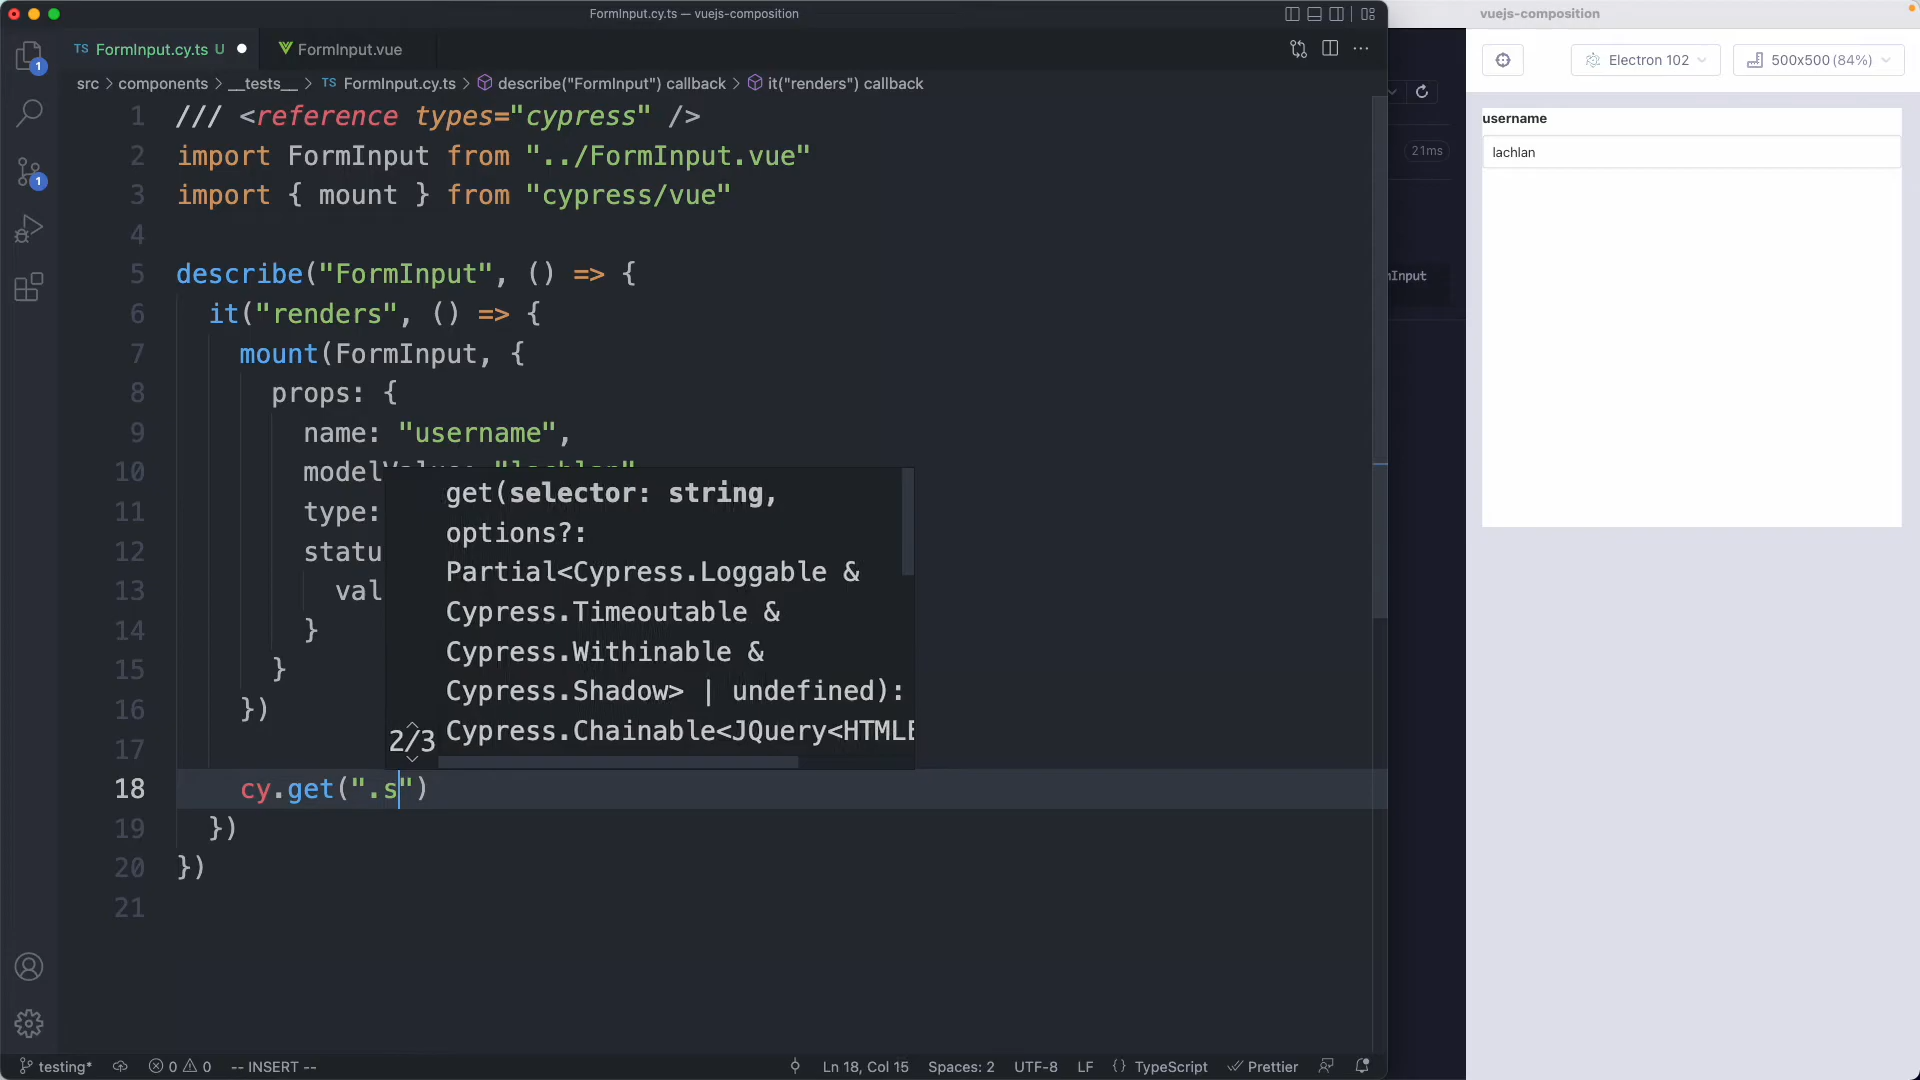 FormInput.cy.ts — vuejs-composition
TS FormInput.cy.ts U
FormInput.vue
src > components > __tests__ > TS FormInput.cy.ts > describe("FormInput") callback > it("renders") callback
1 /// <reference types="cypress" />
2 import FormInput from "../FormInput.vue"
3 import { mount } from "cypress/vue"
4
5 describe("FormInput", () => {
6 it("renders", () => {
7 mount(FormInput, {
8 props: {
9 name: "username",
10
11 type:
12 statu
13 val
14 }
15 }
16 })
17
18 cy.get(".s")
19 })
20 })
21
get(selector: string,
options?:
Partial<Cypress.Loggable &
Cypress.Timeoutable &
Cypress.Withinable &
Cypress.Shadow> | undefined):
Cypress.Chainable<JQuery<HTMLE
2/3
1
1
testing*
0 0
-- INSERT --
Ln 18, Col 15
Spaces: 2
UTF-8
LF
{} TypeScript
Prettier
21ms
nInput
vuejs-composition
Electron 102
500x500 (84%)
username
lachlan